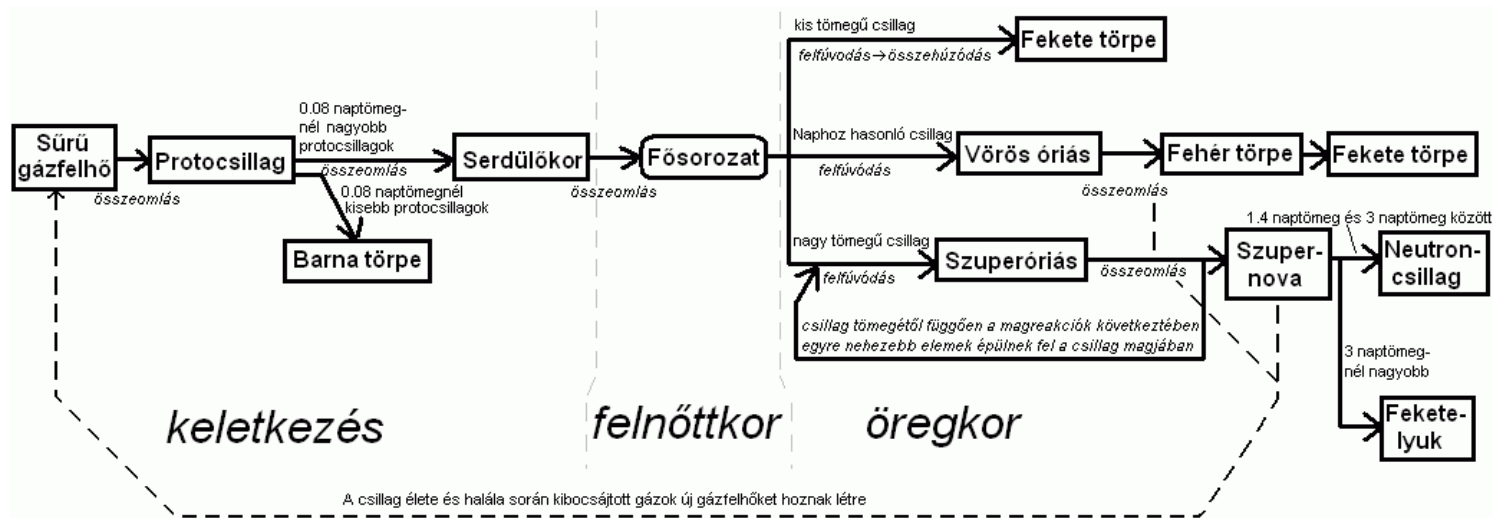 Sűrű
gázfelhő
összeomlás
Protocsillag
0.08 naptömeg-
nél nagyobb
protocsillagok
összeomlás
0.08 naptömegnél
kisebb protocsillagok
Barna törpe
Serdülőkor
összeomlás
Fősorozat
kis tömegű csillag
felfúvodás→összehúzódás
Fekete törpe
Naphoz hasonló csillag
felfúvódás
Vörös óriás
összeomlás
Fehér törpe
Fekete törpe
nagy tömegű csillag
felfúvódás
Szuperóriás
összeomlás
csillag tömegétől függően a magreakciók következtében
egyre nehezebb elemek épülnek fel a csillag magjában
Szuper-
nova
1.4 naptömeg és 3 naptömeg között
Neutron-
csillag
3 naptömeg-
nél nagyobb
Fekete-
lyuk
keletkezés
felnőttkor
öregkor
A csillag élete és halála során kibocsájtott gázok új gázfelhőket hoznak létre